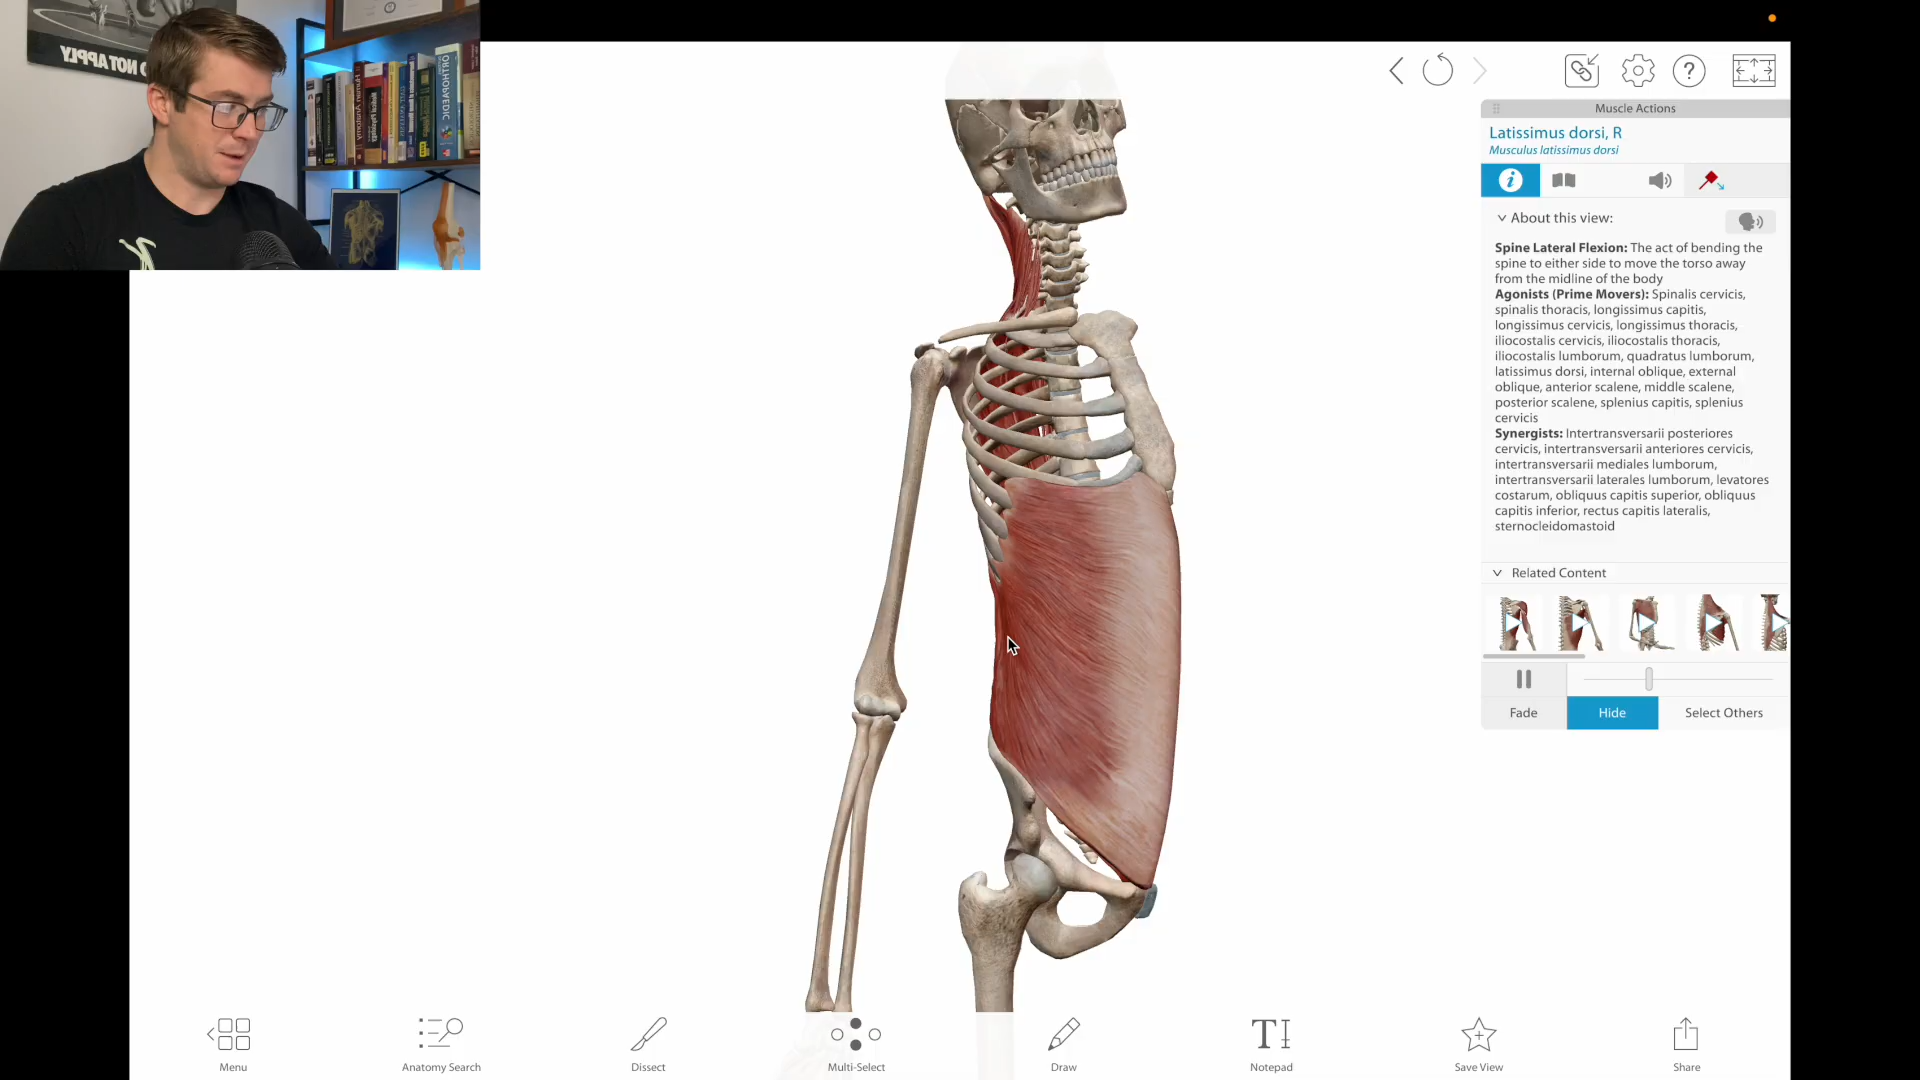 NOT APPLY
ORTHOPAEDIC
Human Anatomy
Muscle Actions
Latissimus dorsi, R
Musculus latissimus dorsi
i
About this view:
Spine Lateral Flexion: The act of bending the
spine to either side to move the torso away
from the midline of the body
Agonists (Prime Movers): Spinalis cervicis,
spinalis thoracis, longissimus capitis,
longissimus cervicis, longissimus thoracis,
iliocostalis cervicis, iliocostalis thoracis,
iliocostalis lumborum, quadratus lumborum,
latissimus dorsi, internal oblique, external
oblique, anterior scalene, middle scalene,
posterior scalene, splenius capitis, splenius
cervicis
Synergists: Intertransversarii posteriores
cervicis, intertransversarii anteriores cervicis,
intertransversarii mediales lumborum,
intertransversarii laterales lumborum, levatores
costarum, obliquus capitis superior, obliquus
capitis inferior, rectus capitis lateralis,
sternocleidomastoid
Related Content
Fade
Hide
Select Others
Menu
Anatomy Search
Dissect
Multi-Select
Draw
Notepad
Save View
Share